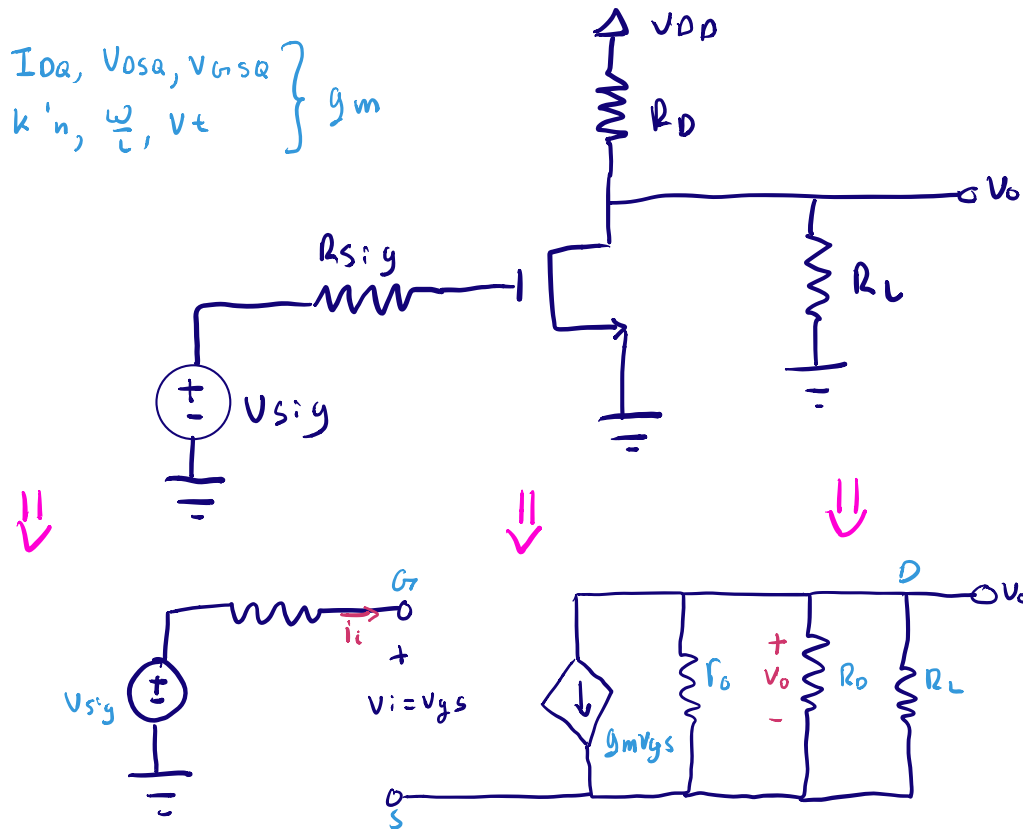 VDD
IDQ, VDSQ, VGSQ
k'n, W/L, Vt
gm
RD
Vo
Rsig
RL
+
-
Vsig
G
D
Vo
ii
+
+
-
Vsig
vi = vgs
gmvgs
ro
+
vo
-
RD
RL
S